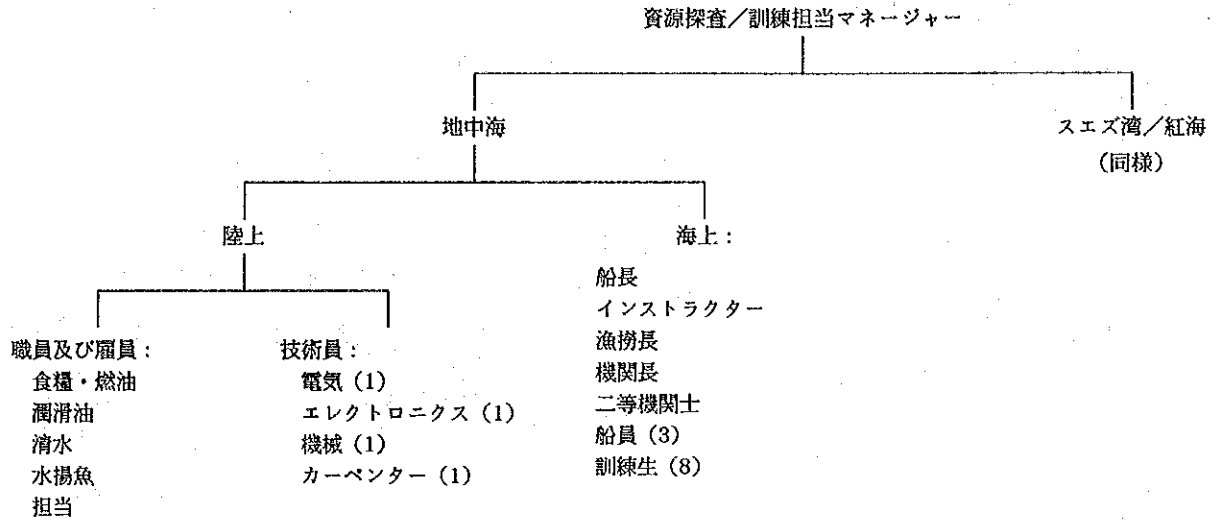 資源探査／訓練担当マネージャー
地中海
スエズ湾／紅海
(同様)
陸上
海上：
船長
インストラクター
漁撈長
機関長
二等機関士
船員 (3)
訓練生 (8)
職員及び雇員：
食糧・燃油
潤滑油
清水
水揚魚
担当
技術員：
電気 (1)
エレクトロニクス (1)
機械 (1)
カーペンター (1)